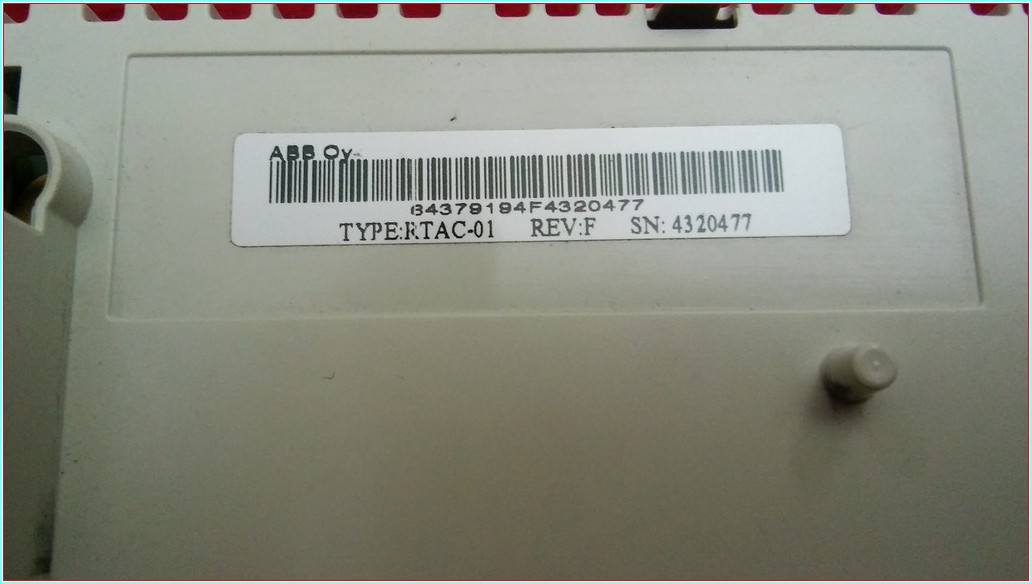 ABB Oy
64379194F4320477
TYPE:RTAC-01 REV:F SN: 4320477